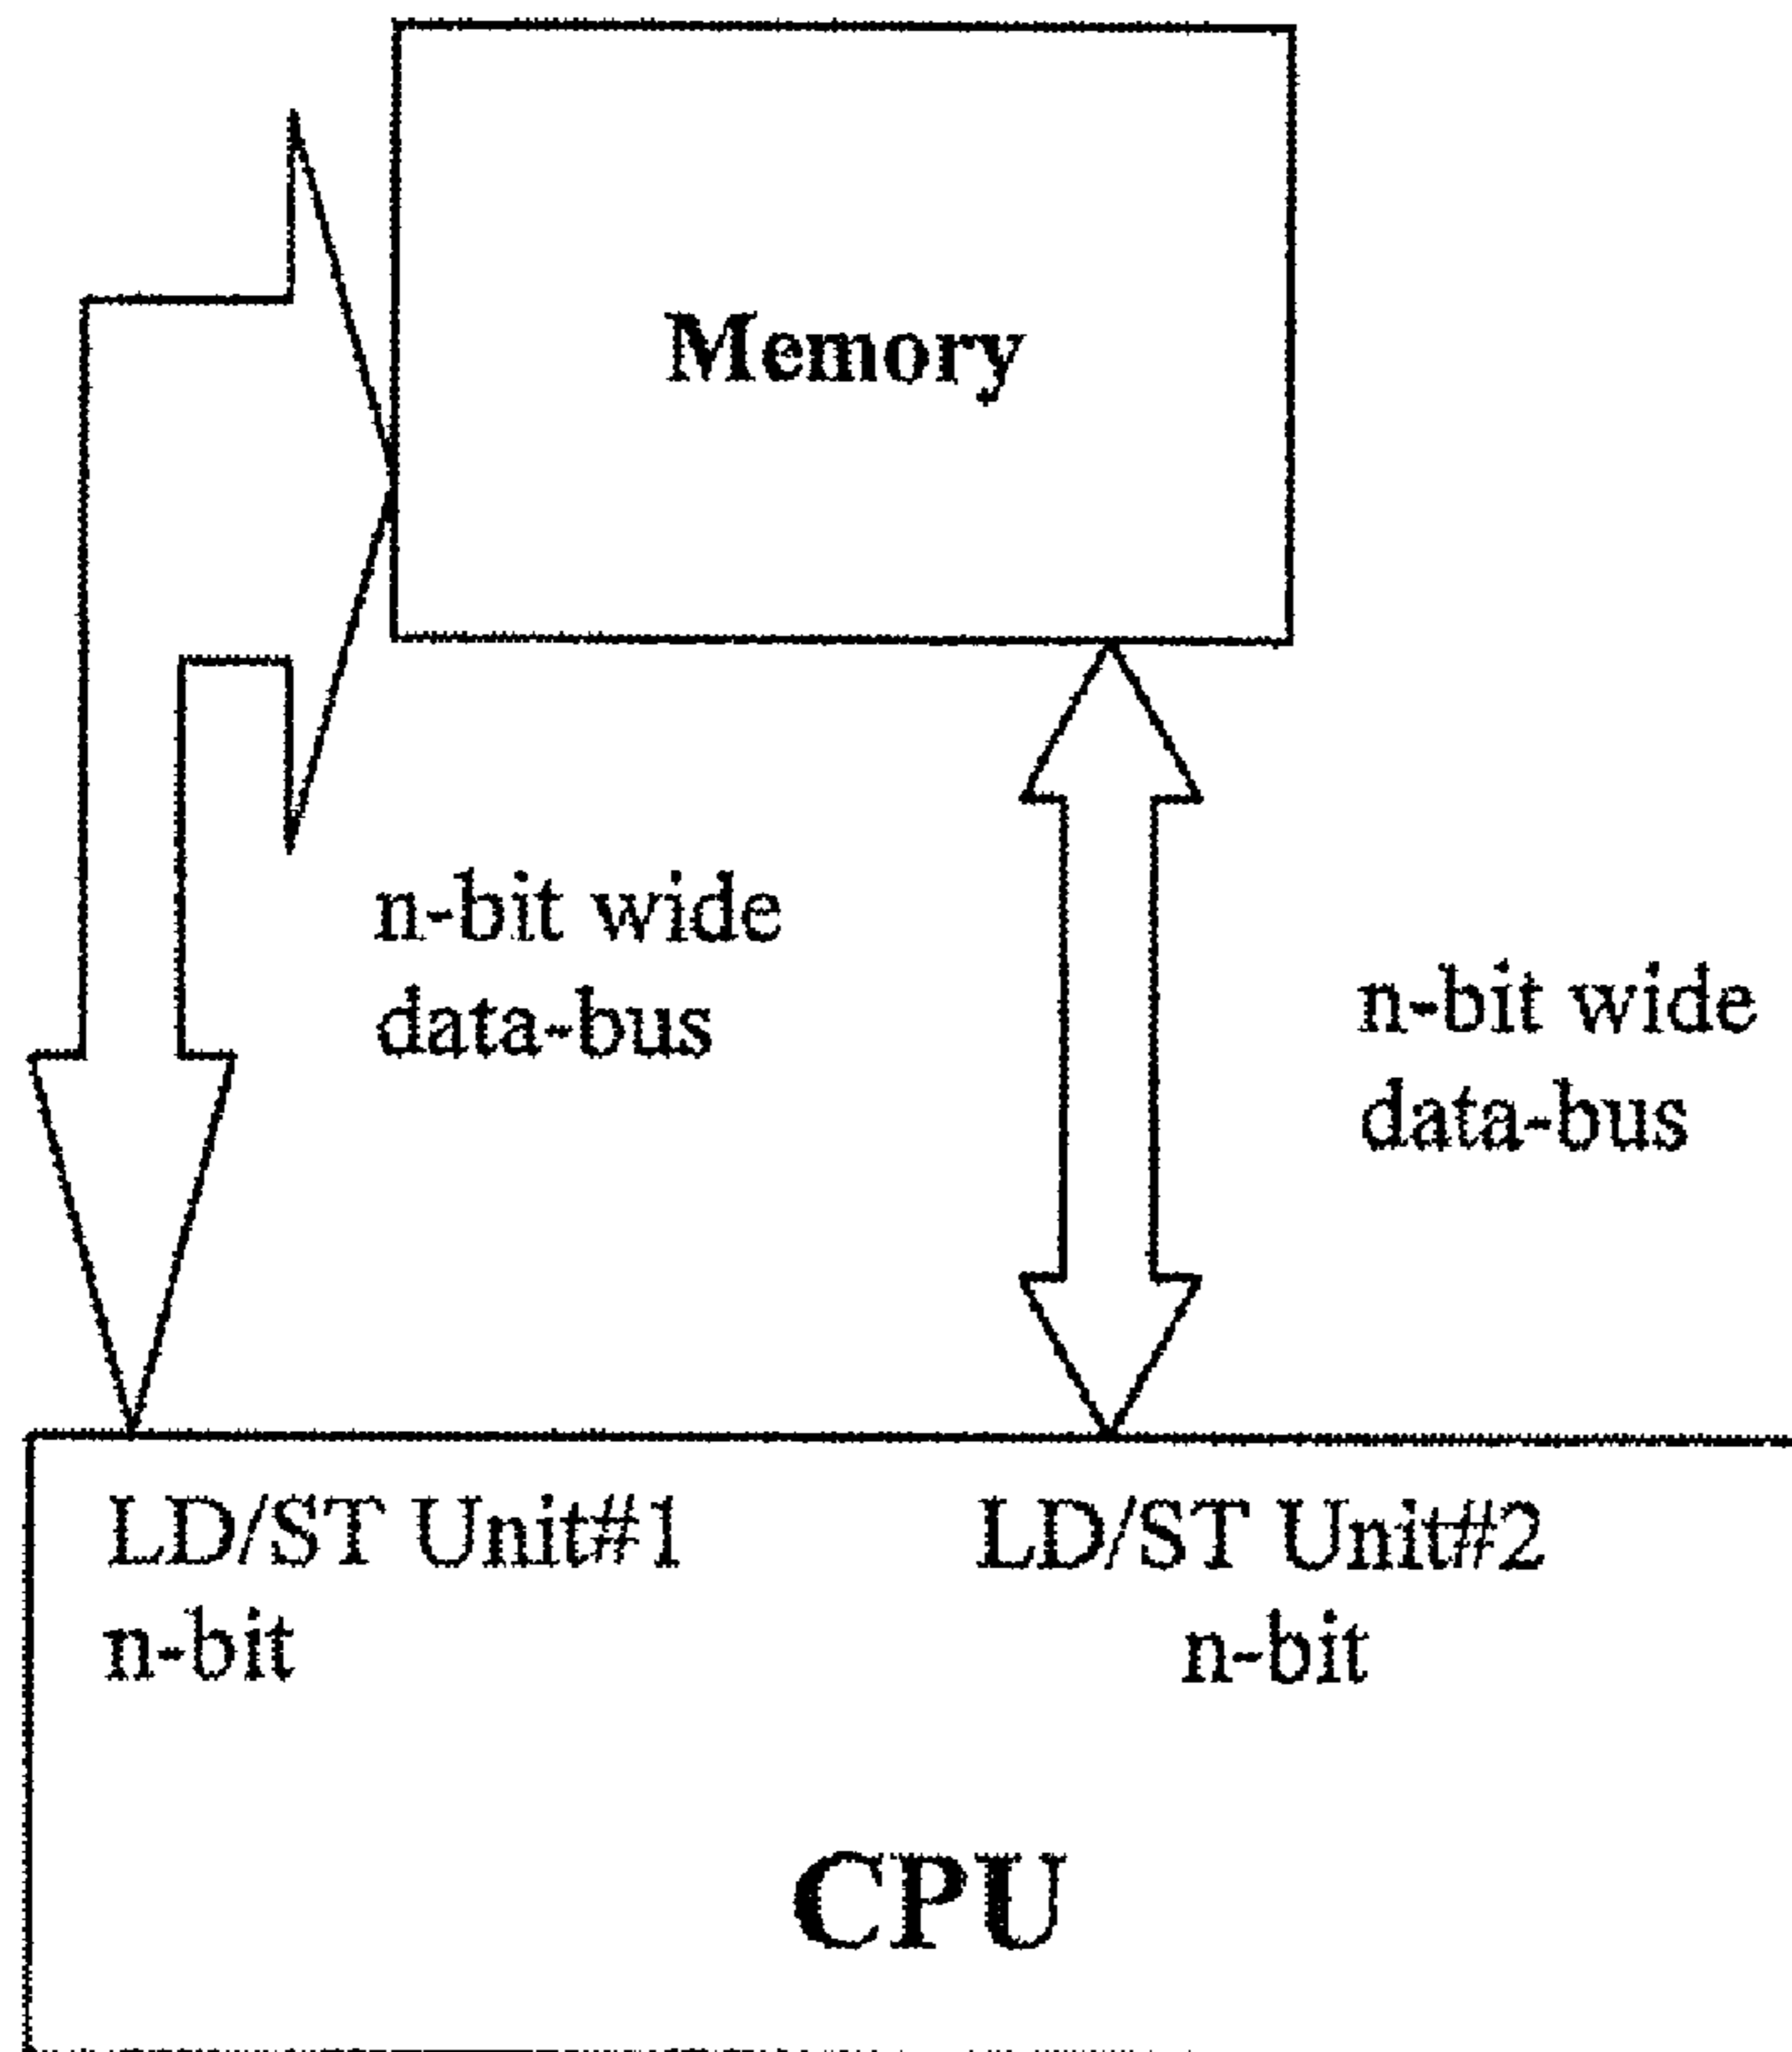 Memory
n-bit wide
data-bus
n-bit wide
data-bus
LD/ST Unit#1
n-bit
LD/ST Unit#2
n-bit
CPU